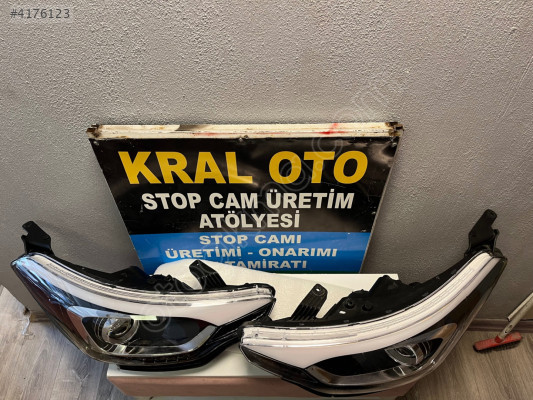 #4176123
KRAL OTO
STOP CAM ÜRETİM
ATÖLYESİ
STOP CAMI
ÜRETİMİ - ONARIMI
TAMİRATI